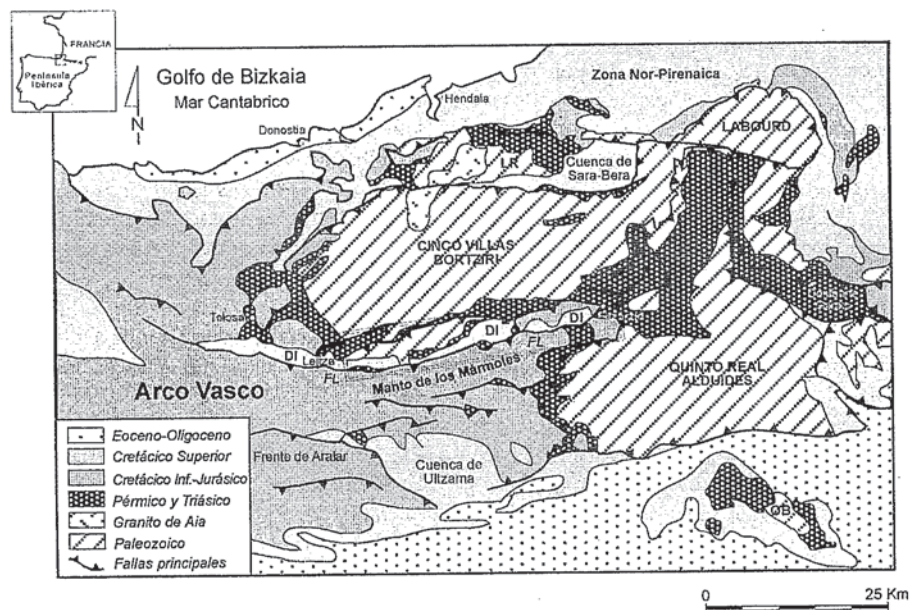 FRANCIA
Península
Ibérica
N
Golfo de Bizkaia
Mar Cantabrico
Zona Nor-Pirenaica
Hendaia
Donostia
LABOURD
LR
Cuenca de
Sara-Bera
CINCO VILLAS
BORTZIRI
Tolosa
DI
DI
DI
Leitza
FL
FL
Manto de los Mármoles
QUINTO REAL
ALDUIDES
Arco Vasco
Frente de Aralar
Cuenca de
Ultzama
OB
Eoceno-Oligoceno
Cretácico Superior
Cretácico Inf.-Jurásico
Pérmico y Triásico
Granito de Aia
Paleozoico
Fallas principales
0
25 Km